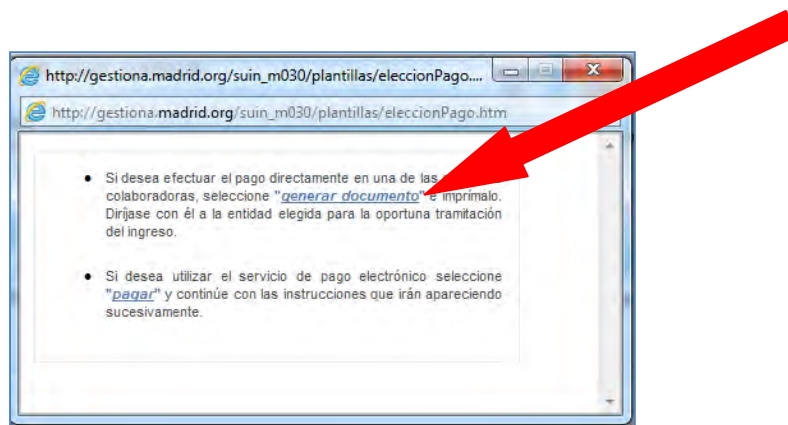 http://gestiona.madrid.org/suin_m030/plantillas/eleccionPago....
http://gestiona.madrid.org/suin_m030/plantillas/eleccionPago.htm
• Si desea efectuar el pago directamente en una de las
colaboradoras, seleccione "generar documento" e imprímalo.
Diríjase con él a la entidad elegida para la oportuna tramitación
del ingreso.
• Si desea utilizar el servicio de pago electrónico seleccione
"pagar" y continúe con las instrucciones que irán apareciendo
sucesivamente.